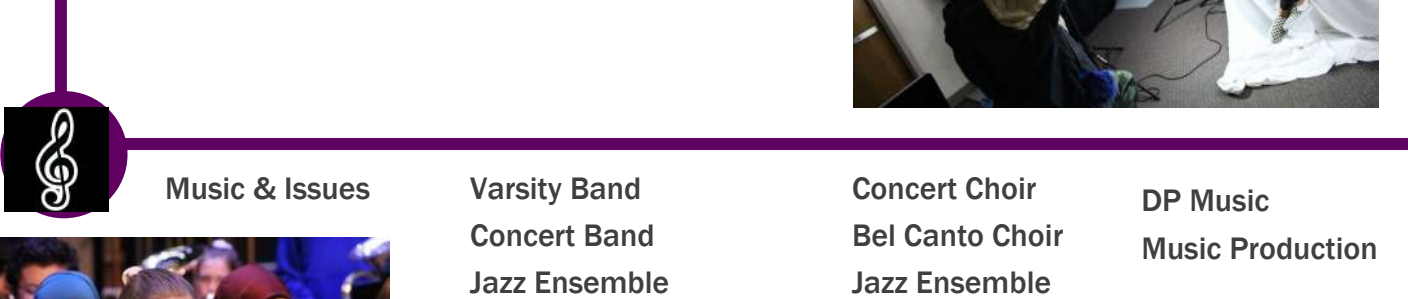 Music & Issues
Varsity Band
Concert Band
Jazz Ensemble
Concert Choir
Bel Canto Choir
Jazz Ensemble
DP Music
Music Production